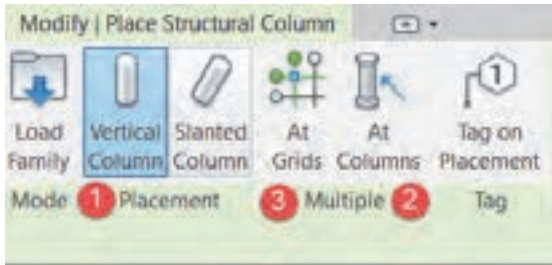 Modify | Place Structural Column
1
Load Vertical Slanted At At Tag on
Family Column Column Grids Columns Placement
Mode 1 Placement 3 Multiple 2 Tag